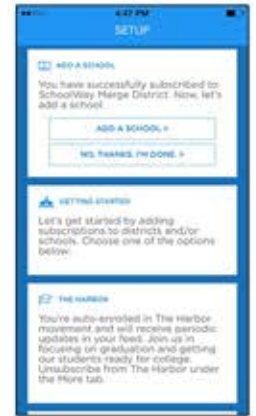 4:37 PM
SETUP
ADD A SCHOOL
You have successfully subscribed to
SchoolWay Merge District. Now, let's
add a school.
ADD A SCHOOL >
NO, THANKS. I'M DONE. >
GETTING STARTED
Let's get started by adding
subscriptions to districts and/or
schools. Choose one of the options
below:
THE HARBOR
You're auto-enrolled in The Harbor
movement and will receive periodic
updates in your feed. Join us in
focusing on graduation and getting
our students ready for college.
Unsubscribe from The Harbor under
the More tab.